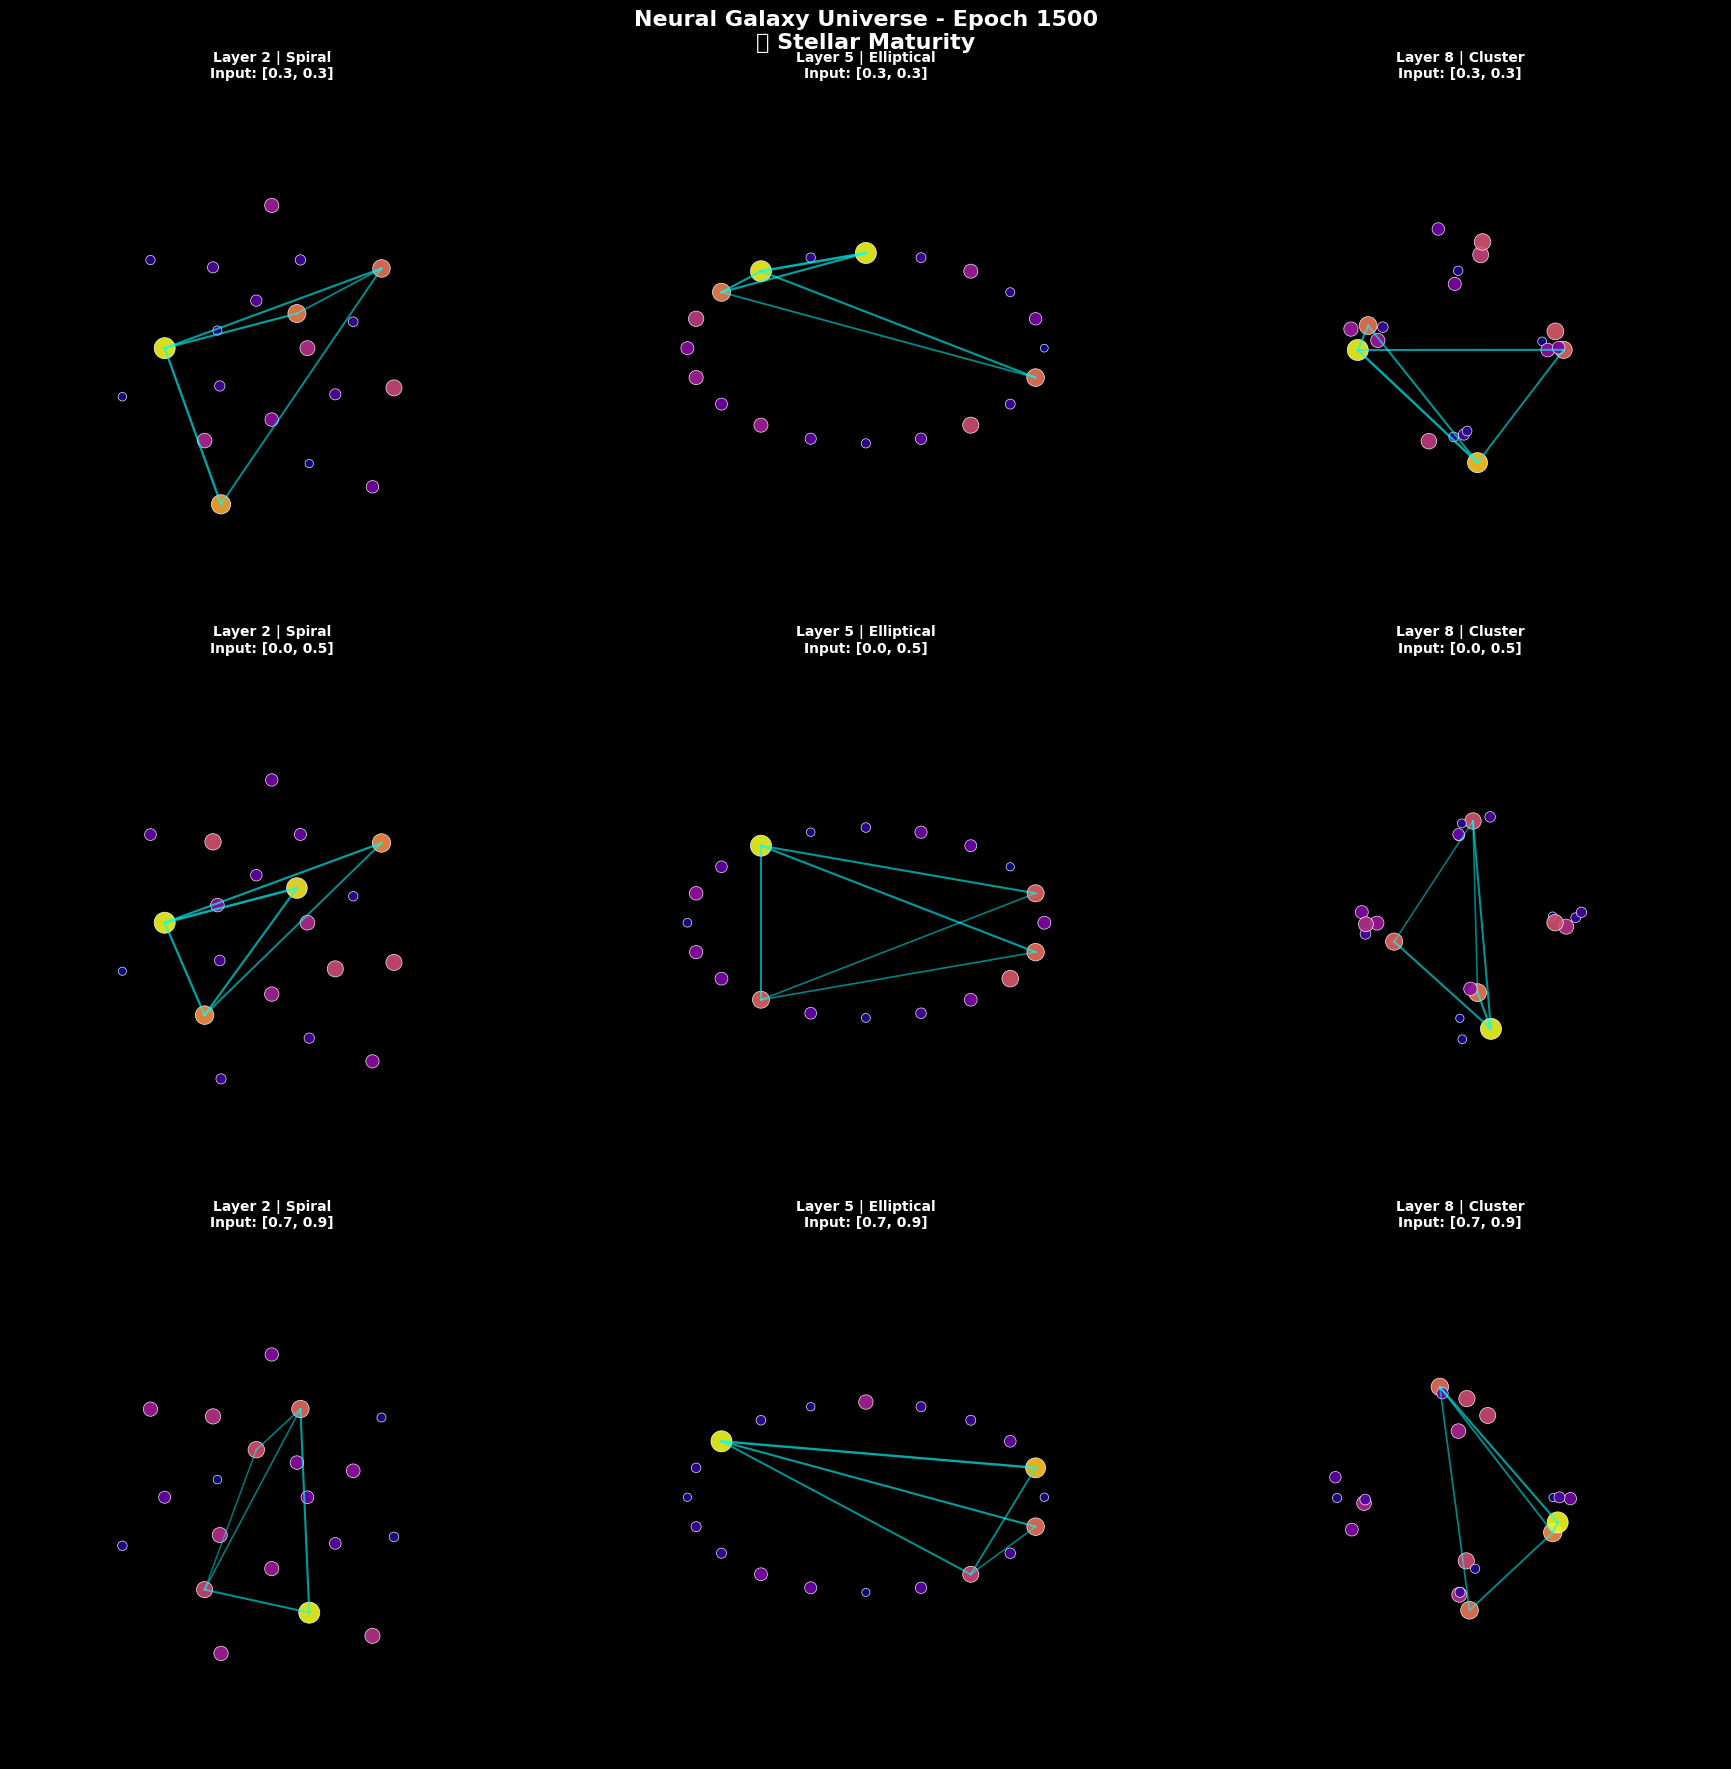 Neural Galaxy Universe - Epoch 1500
Stellar Maturity
Layer 2 | Spiral
Input: [0.3, 0.3]
Layer 5 | Elliptical
Input: [0.3, 0.3]
Layer 8 | Cluster
Input: [0.3, 0.3]
Layer 2 | Spiral
Input: [0.0, 0.5]
Layer 5 | Elliptical
Input: [0.0, 0.5]
Layer 8 | Cluster
Input: [0.0, 0.5]
Layer 2 | Spiral
Input: [0.7, 0.9]
Layer 5 | Elliptical
Input: [0.7, 0.9]
Layer 8 | Cluster
Input: [0.7, 0.9]